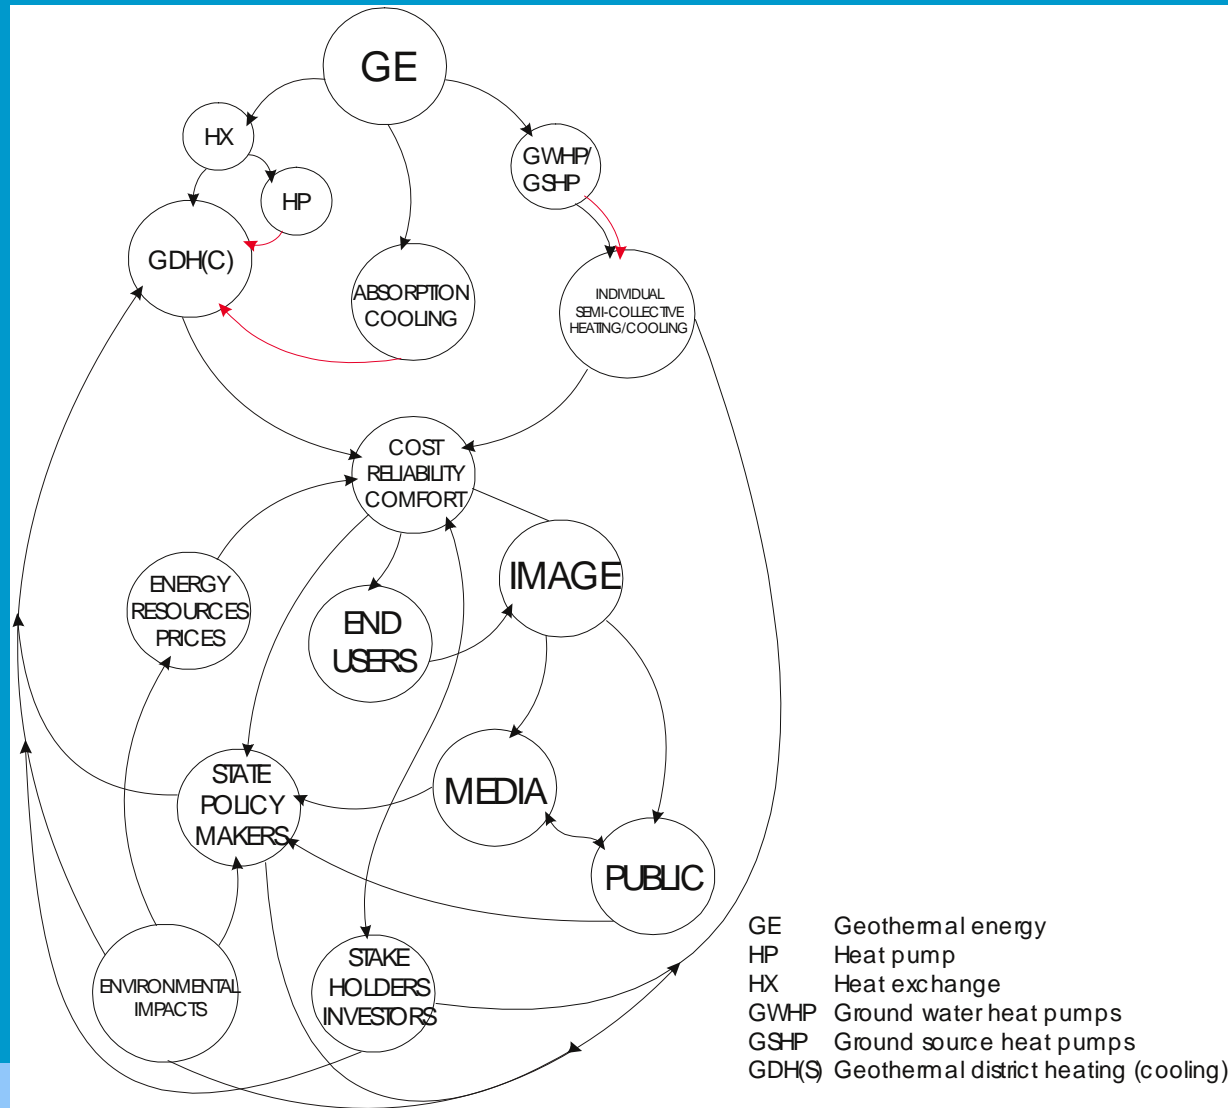 GE
HX
GWHP/
GSHP
HP
GDH(C)
ABSORPTION
COOLING
INDIVIDUAL
SEMI-COLLECTIVE
HEATING/COOLING
COST
RELIABILITY
COMFORT
IMAGE
ENERGY
RESOURCES
PRICES
END
USERS
STATE
POLICY
MAKERS
MEDIA
PUBLIC
ENVIRONMENTAL
IMPACTS
STAKE
HOLDERS
INVESTORS
GE Geothermal energy
HP Heat pump
HX Heat exchange
GWHP Ground water heat pumps
GSHP Ground source heat pumps
GDH(S) Geothermal district heating (cooling)